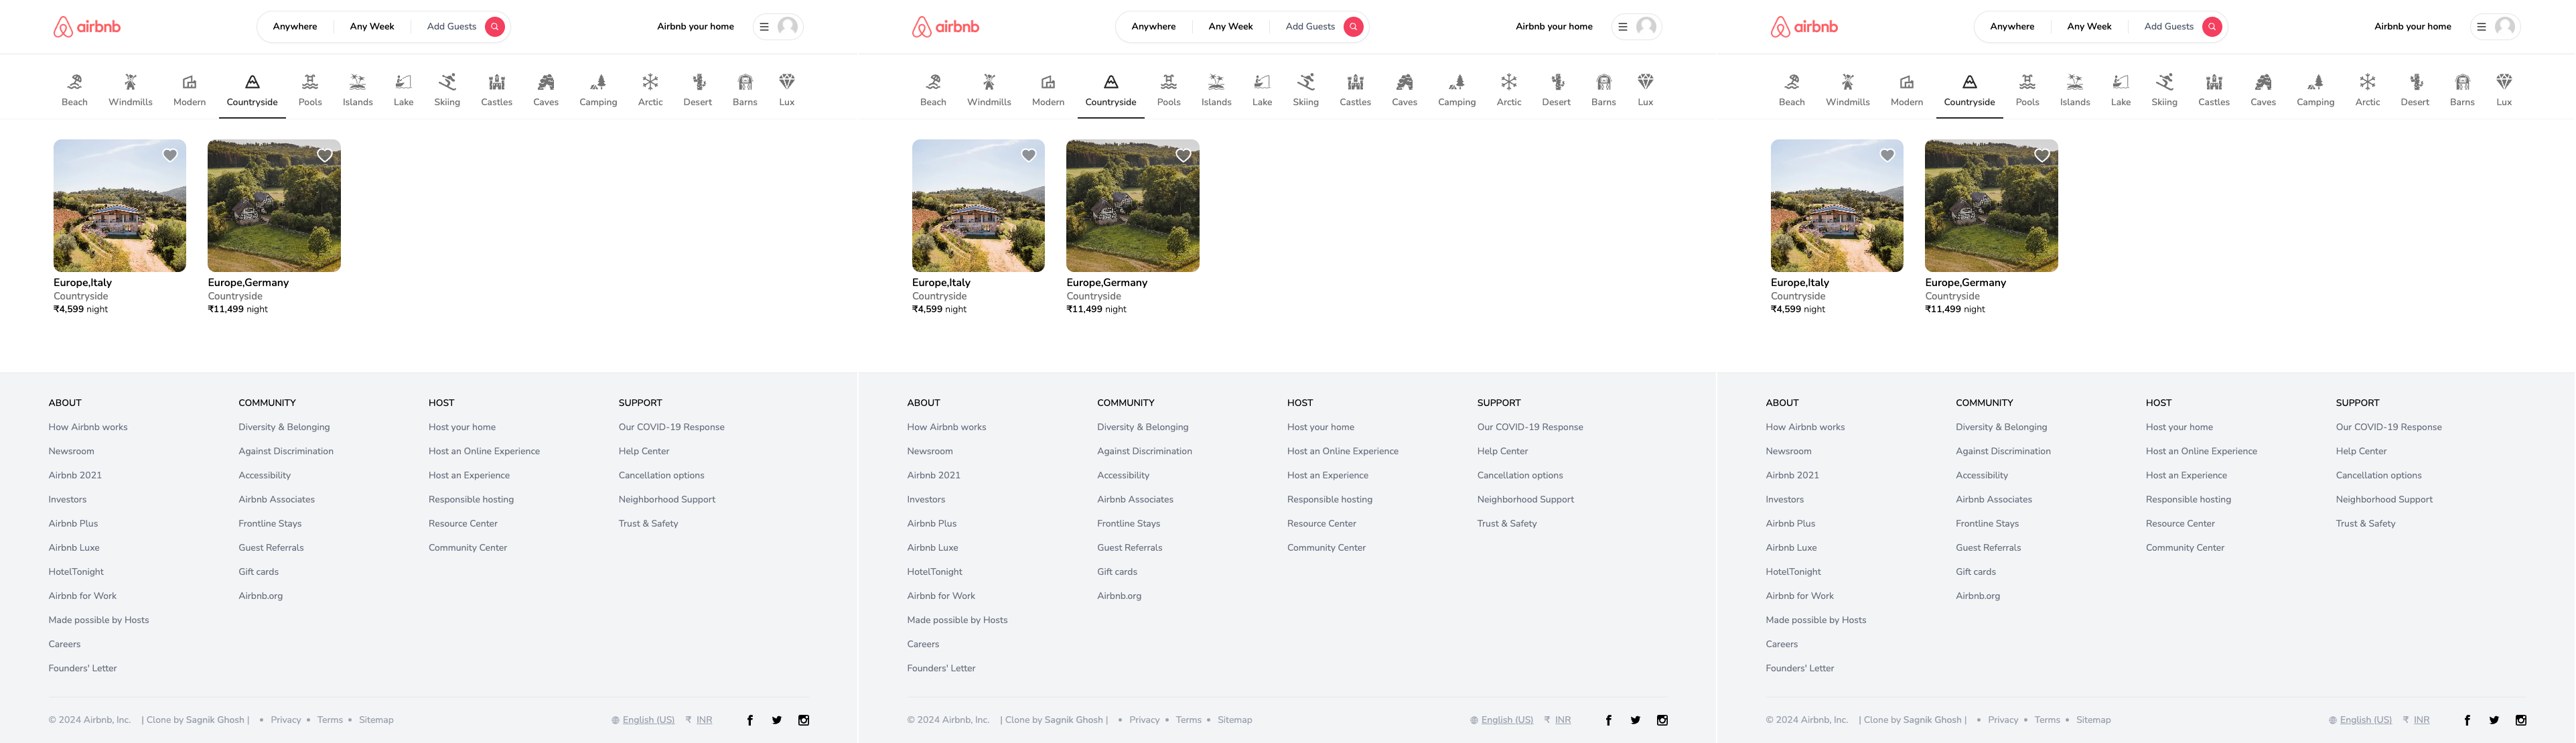 airbnb Anywhere Any Week Add Guests Airbnb your home
Beach Windmills Modern Countryside Pools Islands Lake Skiing Castles Caves Camping Arctic Desert Barns Lux
Europe,Italy Europe,Germany
Countryside Countryside
₹4,599 night ₹11,499 night
ABOUT COMMUNITY HOST SUPPORT
How Airbnb works Diversity & Belonging Host your home Our COVID-19 Response
Newsroom Against Discrimination Host an Online Experience Help Center
Airbnb 2021 Accessibility Host an Experience Cancellation options
Investors Airbnb Associates Responsible hosting Neighborhood Support
Airbnb Plus Frontline Stays Resource Center Trust & Safety
Airbnb Luxe Guest Referrals Community Center
HotelTonight Gift cards
Airbnb for Work Airbnb.org
Made possible by Hosts
Careers
Founders' Letter
© 2024 Airbnb, Inc. | Clone by Sagnik Ghosh | • Privacy • Terms • Sitemap English (US) ₹ INR
airbnb Anywhere Any Week Add Guests Airbnb your home
Beach Windmills Modern Countryside Pools Islands Lake Skiing Castles Caves Camping Arctic Desert Barns Lux
Europe,Italy Europe,Germany
Countryside Countryside
₹4,599 night ₹11,499 night
ABOUT COMMUNITY HOST SUPPORT
How Airbnb works Diversity & Belonging Host your home Our COVID-19 Response
Newsroom Against Discrimination Host an Online Experience Help Center
Airbnb 2021 Accessibility Host an Experience Cancellation options
Investors Airbnb Associates Responsible hosting Neighborhood Support
Airbnb Plus Frontline Stays Resource Center Trust & Safety
Airbnb Luxe Guest Referrals Community Center
HotelTonight Gift cards
Airbnb for Work Airbnb.org
Made possible by Hosts
Careers
Founders' Letter
© 2024 Airbnb, Inc. | Clone by Sagnik Ghosh | • Privacy • Terms • Sitemap English (US) ₹ INR
airbnb Anywhere Any Week Add Guests Airbnb your home
Beach Windmills Modern Countryside Pools Islands Lake Skiing Castles Caves Camping Arctic Desert Barns Lux
Europe,Italy Europe,Germany
Countryside Countryside
₹4,599 night ₹11,499 night
ABOUT COMMUNITY HOST SUPPORT
How Airbnb works Diversity & Belonging Host your home Our COVID-19 Response
Newsroom Against Discrimination Host an Online Experience Help Center
Airbnb 2021 Accessibility Host an Experience Cancellation options
Investors Airbnb Associates Responsible hosting Neighborhood Support
Airbnb Plus Frontline Stays Resource Center Trust & Safety
Airbnb Luxe Guest Referrals Community Center
HotelTonight Gift cards
Airbnb for Work Airbnb.org
Made possible by Hosts
Careers
Founders' Letter
© 2024 Airbnb, Inc. | Clone by Sagnik Ghosh | • Privacy • Terms • Sitemap English (US) ₹ INR